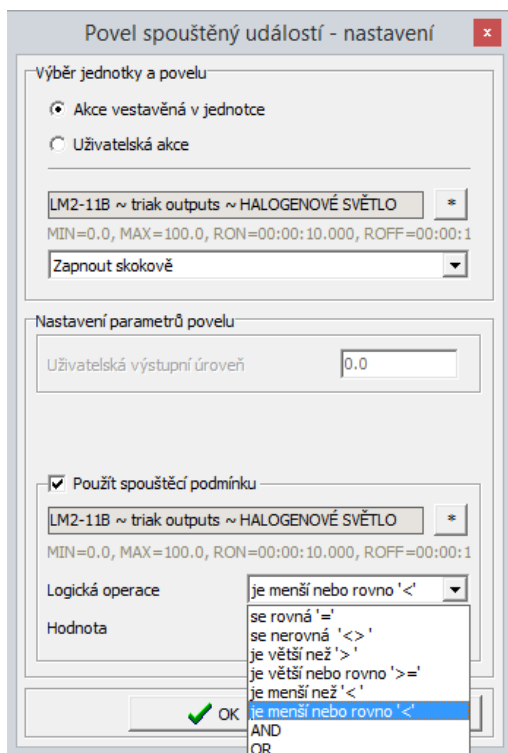 Povel spouštěný událostí - nastavení
x
Výběr jednotky a povelu
Akce vestavěná v jednotce
Uživatelská akce
LM2-11B ~ triak outputs ~ HALOGENOVÉ SVĚTLO
*
MIN=0.0, MAX=100.0, RON=00:00:10.000, ROFF=00:00:1
Zapnout skokově
Nastavení parametrů povelu
Uživatelská výstupní úroveň
0.0
Použít spouštěcí podmínku
LM2-11B ~ triak outputs ~ HALOGENOVÉ SVĚTLO
*
MIN=0.0, MAX=100.0, RON=00:00:10.000, ROFF=00:00:1
Logická operace
je menší nebo rovno '<'
Hodnota
se rovná '='
se nerovná '<>'
je větší než '>'
je větší nebo rovno '>='
je menší než '<'
je menší nebo rovno '<'
AND
OR
OK